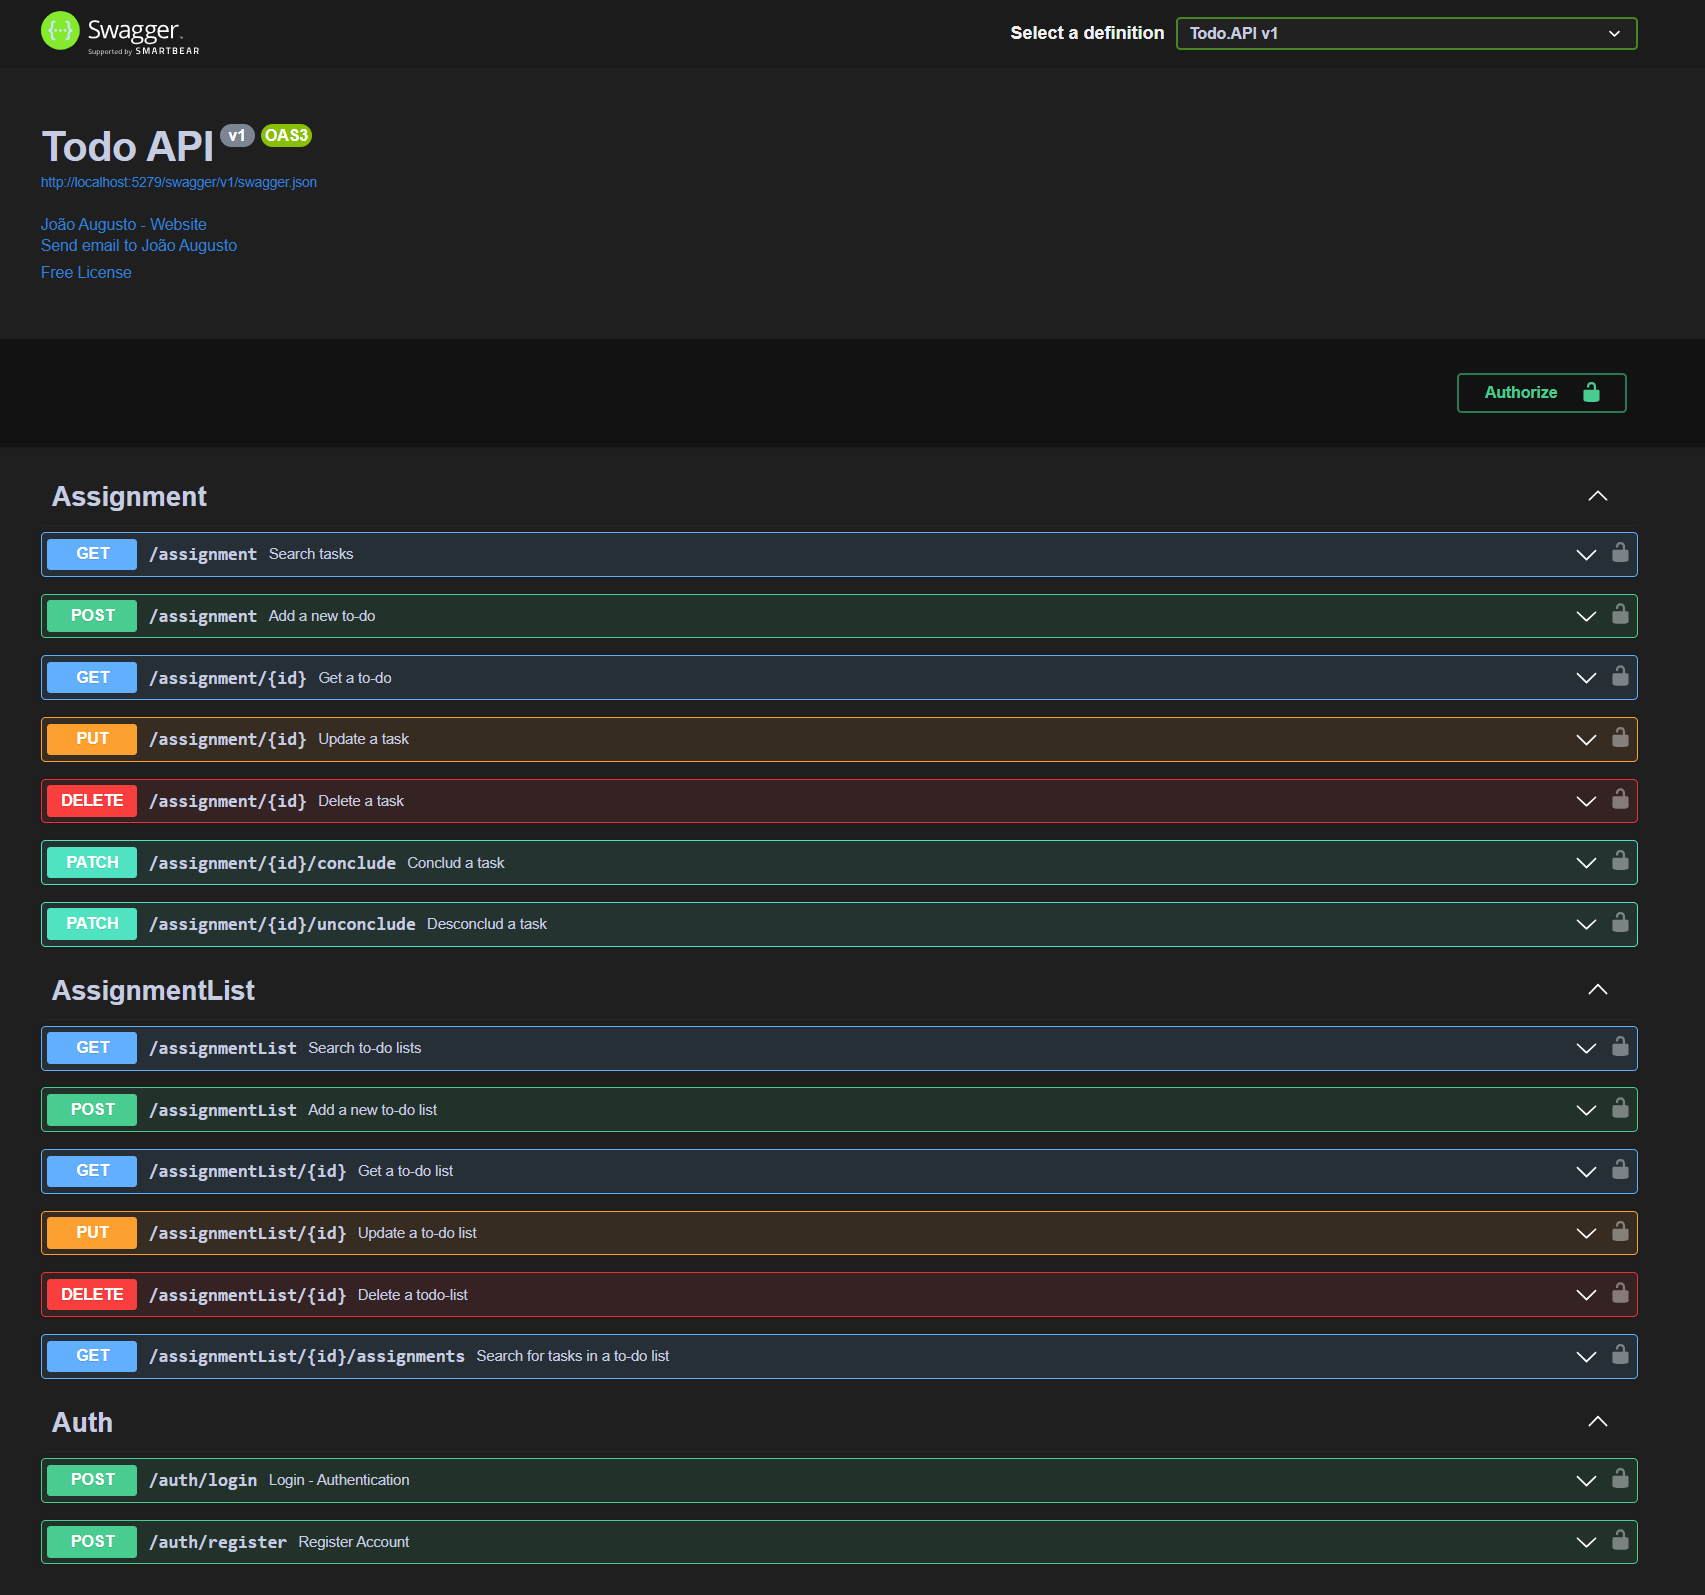 Swagger
Supported by SMARTBEAR
Select a definition
Todo.API v1
Todo API v1 OAS3
http://localhost:5279/swagger/v1/swagger.json
João Augusto - Website
Send email to João Augusto
Free License
Authorize
Assignment
GET /assignment Search tasks
POST /assignment Add a new to-do
GET /assignment/{id} Get a to-do
PUT /assignment/{id} Update a task
DELETE /assignment/{id} Delete a task
PATCH /assignment/{id}/conclude Conclud a task
PATCH /assignment/{id}/unconclude Desconclud a task
AssignmentList
GET /assignmentList Search to-do lists
POST /assignmentList Add a new to-do list
GET /assignmentList/{id} Get a to-do list
PUT /assignmentList/{id} Update a to-do list
DELETE /assignmentList/{id} Delete a todo-list
GET /assignmentList/{id}/assignments Search for tasks in a to-do list
Auth
POST /auth/login Login - Authentication
POST /auth/register Register Account